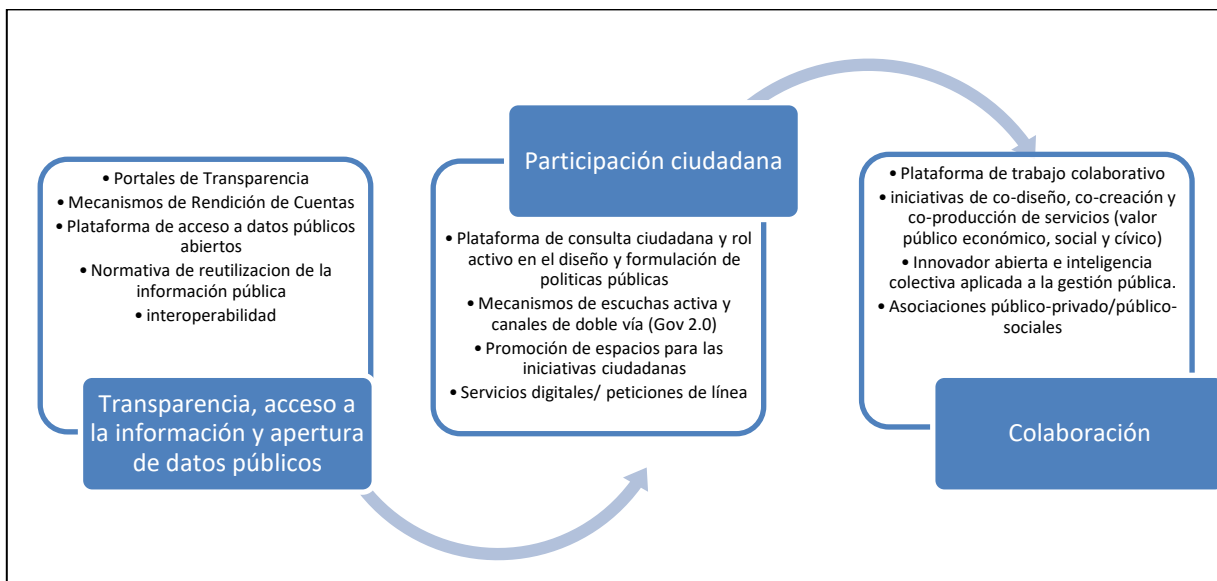 • Portales de Transparencia
• Mecanismos de Rendición de Cuentas
• Plataforma de acceso a datos públicos
abiertos
• Normativa de reutilizacion de la
información pública
• interoperabilidad
Transparencia, acceso a
la información y apertura
de datos públicos
Participación ciudadana
• Plataforma de consulta ciudadana y rol
activo en el diseño y formulación de
politicas públicas
• Mecanismos de escuchas activa y
canales de doble vía (Gov 2.0)
• Promoción de espacios para las
iniciativas ciudadanas
• Servicios digitales/ peticiones de línea
• Plataforma de trabajo colaborativo
• iniciativas de co-diseño, co-creación y
co-producción de servicios (valor
público económico, social y cívico)
• Innovador abierta e inteligencia
colectiva aplicada a la gestión pública.
• Asociaciones público-privado/público-
sociales
Colaboración